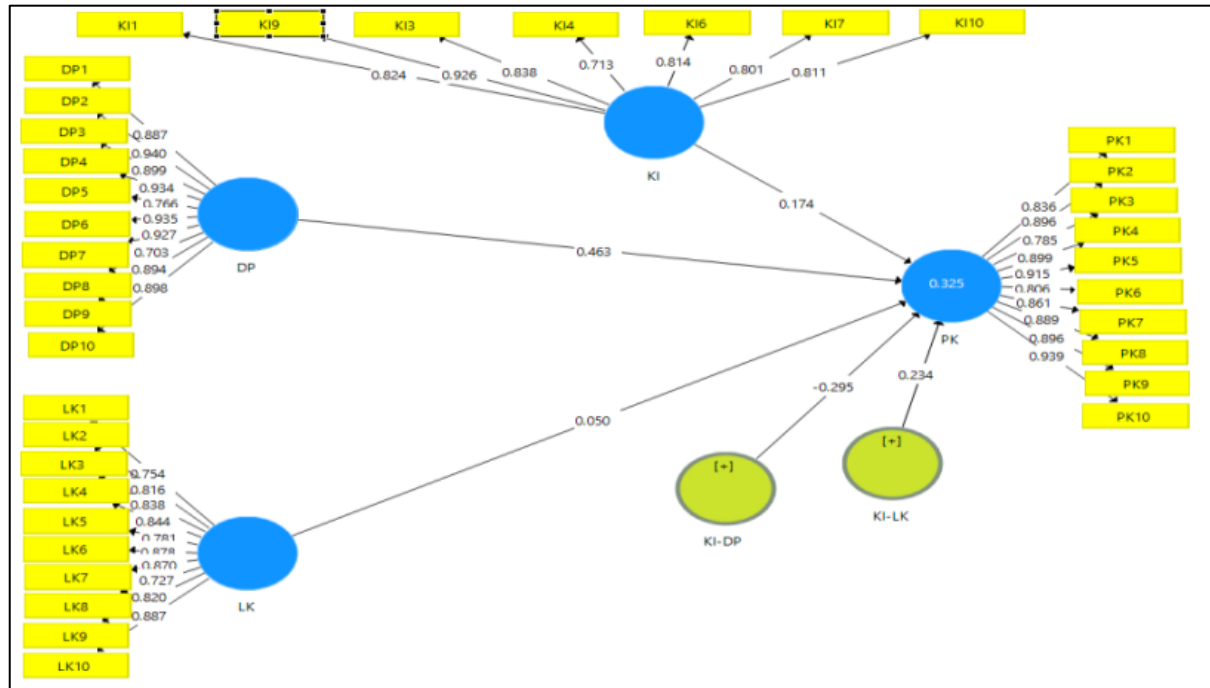 KI1 KI9 KI3 KI4 KI6 KI7 KI10
0.824 0.926 0.838 0.713 0.814 0.801 0.811
KI
DP1
DP2
DP3
DP4
DP5
DP6
DP7
DP8
DP9
DP10
0.887
0.940
0.899
0.934
0.766
0.935
0.927
0.703
0.894
0.898
DP
0.174
0.463
0.050
-0.295
0.234
LK1
LK2
LK3
LK4
LK5
LK6
LK7
LK8
LK9
LK10
0.754
0.816
0.838
0.844
0.781
0.878
0.870
0.727
0.820
0.887
LK
[+]
KI-DP
[+]
KI-LK
0.325
PK
0.836
0.896
0.785
0.899
0.915
0.806
0.861
0.889
0.896
0.939
PK1
PK2
PK3
PK4
PK5
PK6
PK7
PK8
PK9
PK10